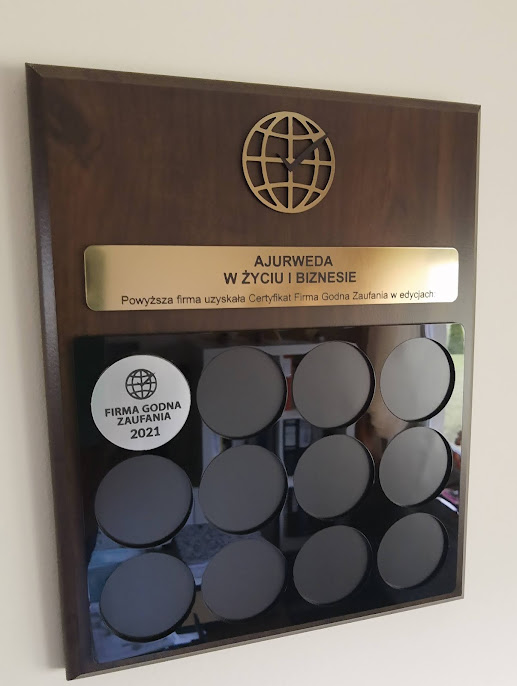 AJURWEDA
W ŻYCIU I BIZNESIE
Powyższa firma uzyskała Certyfikat Firma Godna Zaufania w edycjach:
FIRMA GODNA
ZAUFANIA
2021